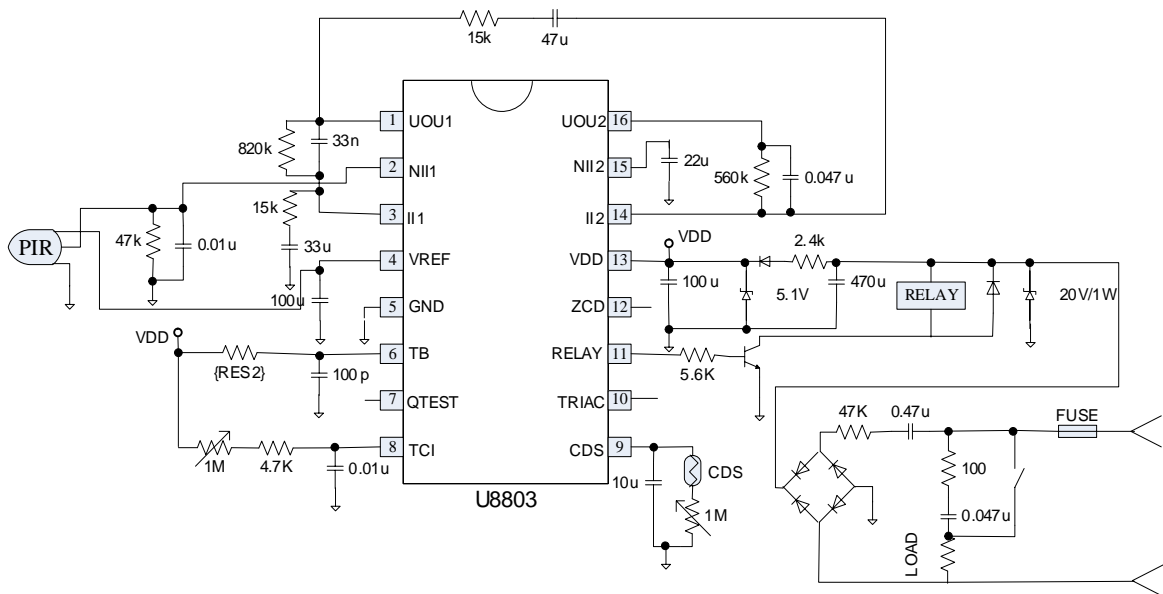 15k
47u
1
UOU1
UOU2
16
820k
33n
2
NII1
NII2
15
22u
560k
0.047 u
15k
3
II1
II2
14
PIR
47k
0.01u
33u
VDD
2.4k
4
VREF
VDD
13
100u
100 u
5.1V
470u
RELAY
20V/1W
5
GND
ZCD
12
VDD
6
TB
RELAY
11
{RES2}
100 p
5.6K
7
QTEST
TRIAC
10
47K
0.47u
FUSE
8
TCI
CDS
9
1M
4.7K
0.01u
10u
CDS
100
U8803
1M
0.047u
LOAD